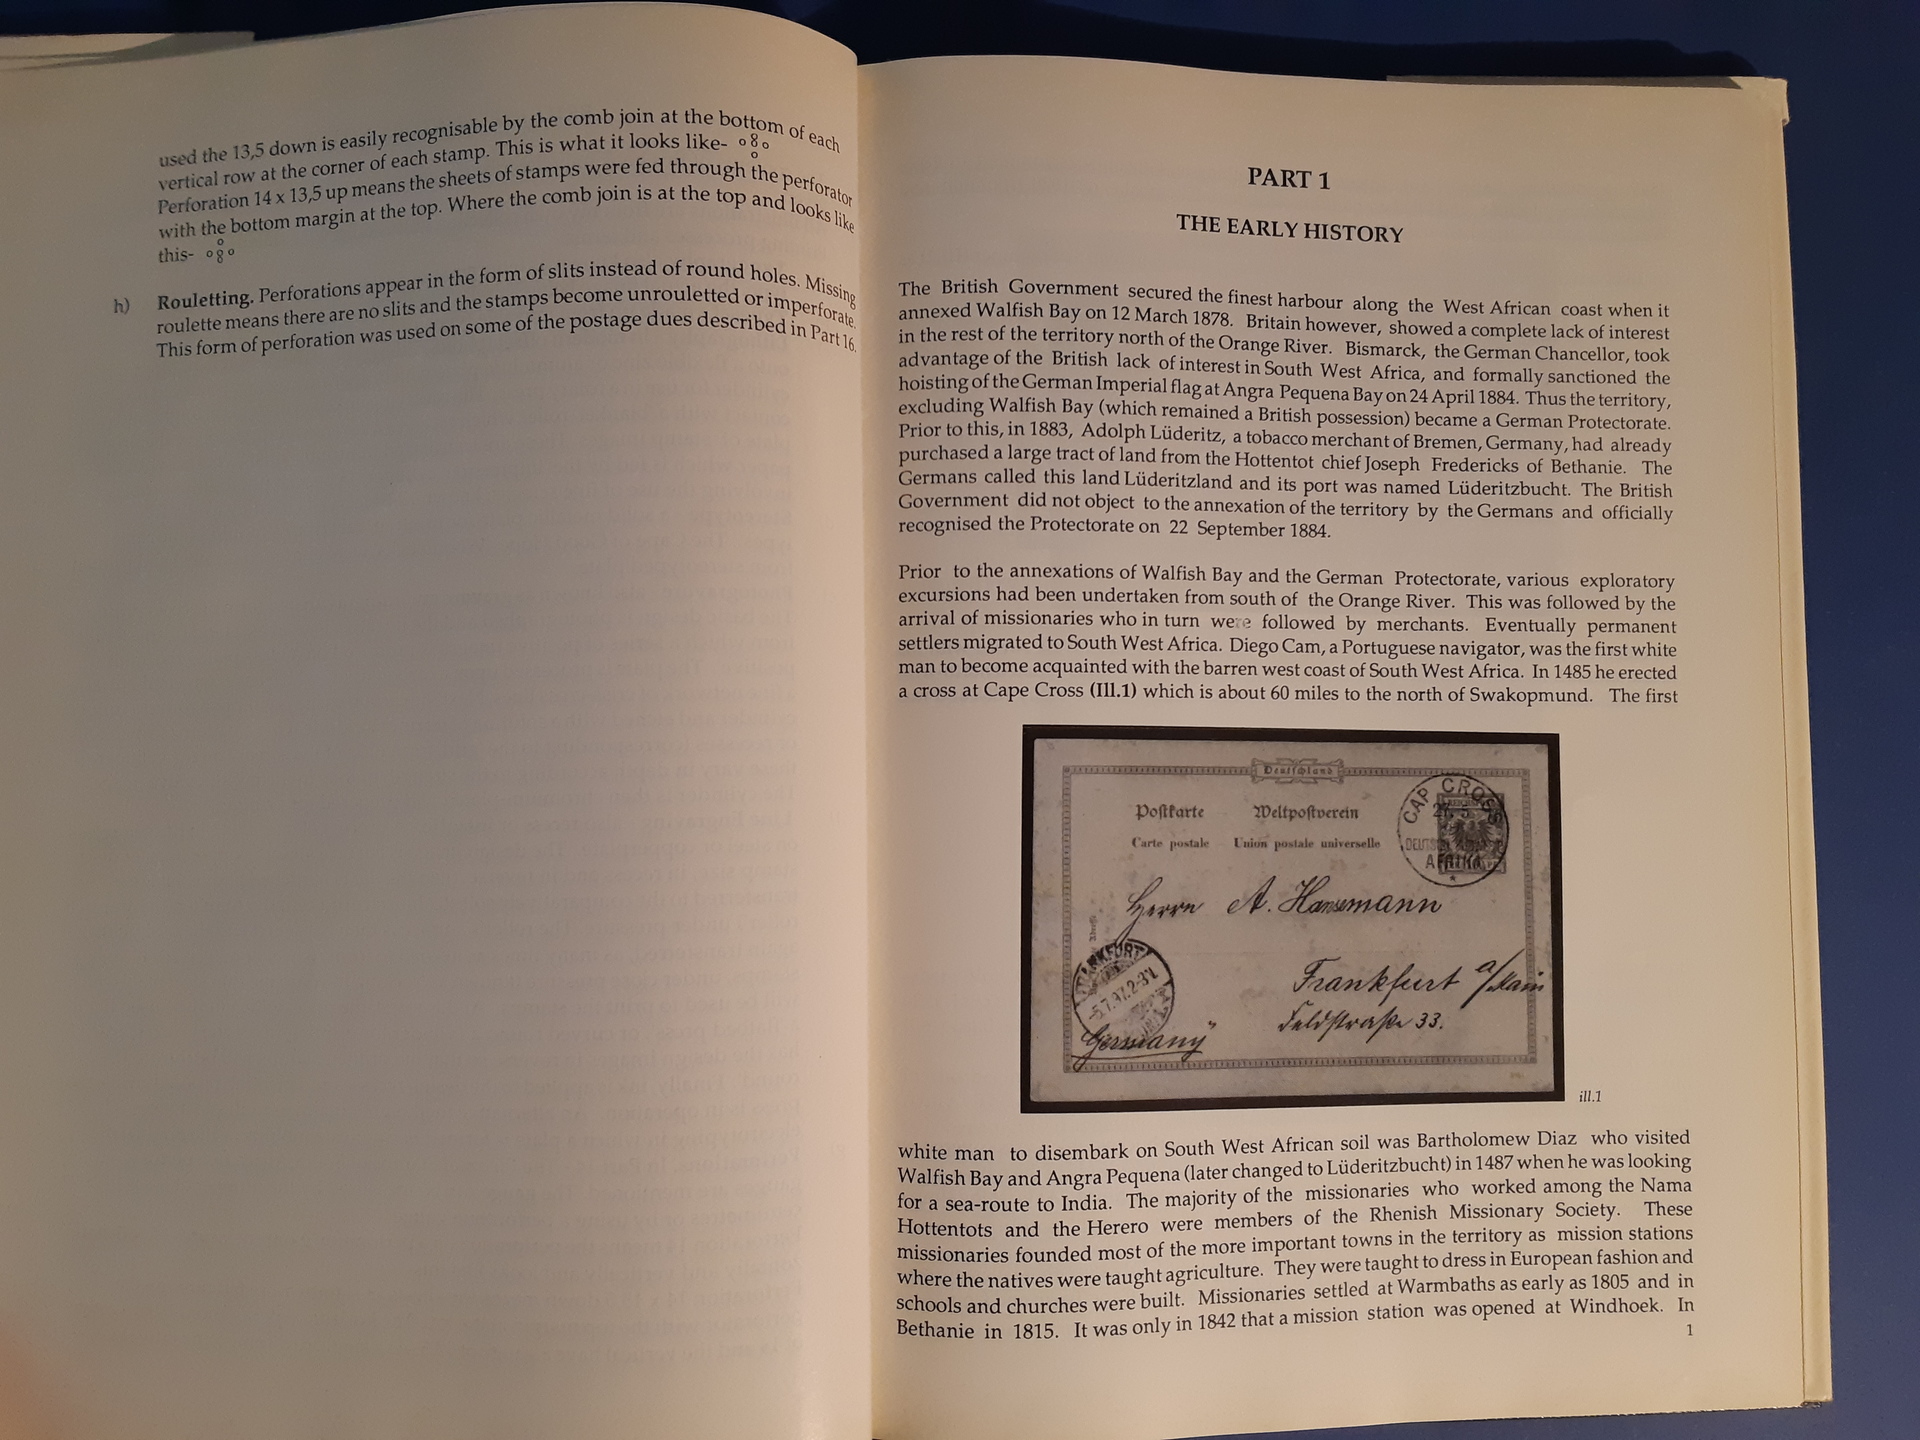 used the 13,5 down is easily recognisable by the comb join at the bottom of each
vertical row at the corner of each stamp. This is what it looks like-
Perforation 14 x 13,5 up means the sheets of stamps were fed through the perforator
with the bottom margin at the top. Where the comb join is at the top and looks like
this-
h) Rouletting. Perforations appear in the form of slits instead of round holes. Missing
roulette means there are no slits and the stamps become unrouletted or imperforate.
This form of perforation was used on some of the postage dues described in Part 16.
PART 1
THE EARLY HISTORY
The British Government secured the finest harbour along the West African coast when it
annexed Walfish Bay on 12 March 1878. Britain however, showed a complete lack of interest
in the rest of the territory north of the Orange River. Bismarck, the German Chancellor, took
advantage of the British lack of interest in South West Africa, and formally sanctioned the
hoisting of the German Imperial flag at Angra Pequena Bay on 24 April 1884. Thus the territory,
excluding Walfish Bay (which remained a British possession) became a German Protectorate.
Prior to this, in 1883, Adolph Lüderitz, a tobacco merchant of Bremen, Germany, had already
purchased a large tract of land from the Hottentot chief Joseph Fredericks of Bethanie. The
Germans called this land Lüderitzland and its port was named Lüderitzbucht. The British
Government did not object to the annexation of the territory by the Germans and officially
recognised the Protectorate on 22 September 1884.
Prior to the annexations of Walfish Bay and the German Protectorate, various exploratory
excursions had been undertaken from south of the Orange River. This was followed by the
arrival of missionaries who in turn were followed by merchants. Eventually permanent
settlers migrated to South West Africa. Diego Cam, a Portuguese navigator, was the first white
man to become acquainted with the barren west coast of South West Africa. In 1485 he erected
a cross at Cape Cross (Ill.1) which is about 60 miles to the north of Swakopmund. The first
Deutschland
Postkarte Weltpostverein
Carte postale Union postale universelle
CAP CROSS
AFRIKA
Herrn A. Hansemann
FRANKFURT
Frankfurt a/Main
Feldstraße 33.
Germany
ill.1
white man to disembark on South West African soil was Bartholomew Diaz who visited
Walfish Bay and Angra Pequena (later changed to Lüderitzbucht) in 1487 when he was looking
for a sea-route to India. The majority of the missionaries who worked among the Nama
Hottentots and the Herero were members of the Rhenish Missionary Society. These
missionaries founded most of the more important towns in the territory as mission stations
where the natives were taught agriculture. They were taught to dress in European fashion and
schools and churches were built. Missionaries settled at Warmbaths as early as 1805 and in
Bethanie in 1815. It was only in 1842 that a mission station was opened at Windhoek. In
1